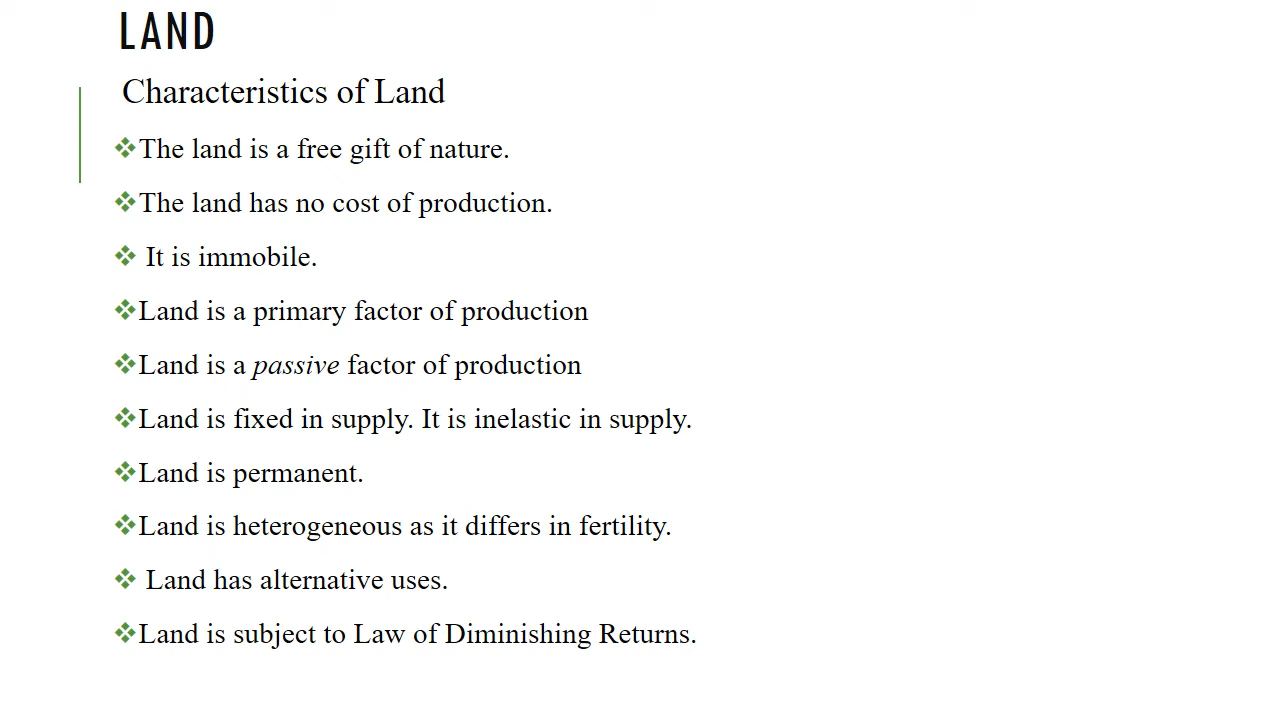 LAND
Characteristics of Land
❖The land is a free gift of nature.
❖The land has no cost of production.
❖ It is immobile.
❖Land is a primary factor of production
❖Land is a passive factor of production
❖Land is fixed in supply. It is inelastic in supply.
❖Land is permanent.
❖Land is heterogeneous as it differs in fertility.
❖ Land has alternative uses.
❖Land is subject to Law of Diminishing Returns.